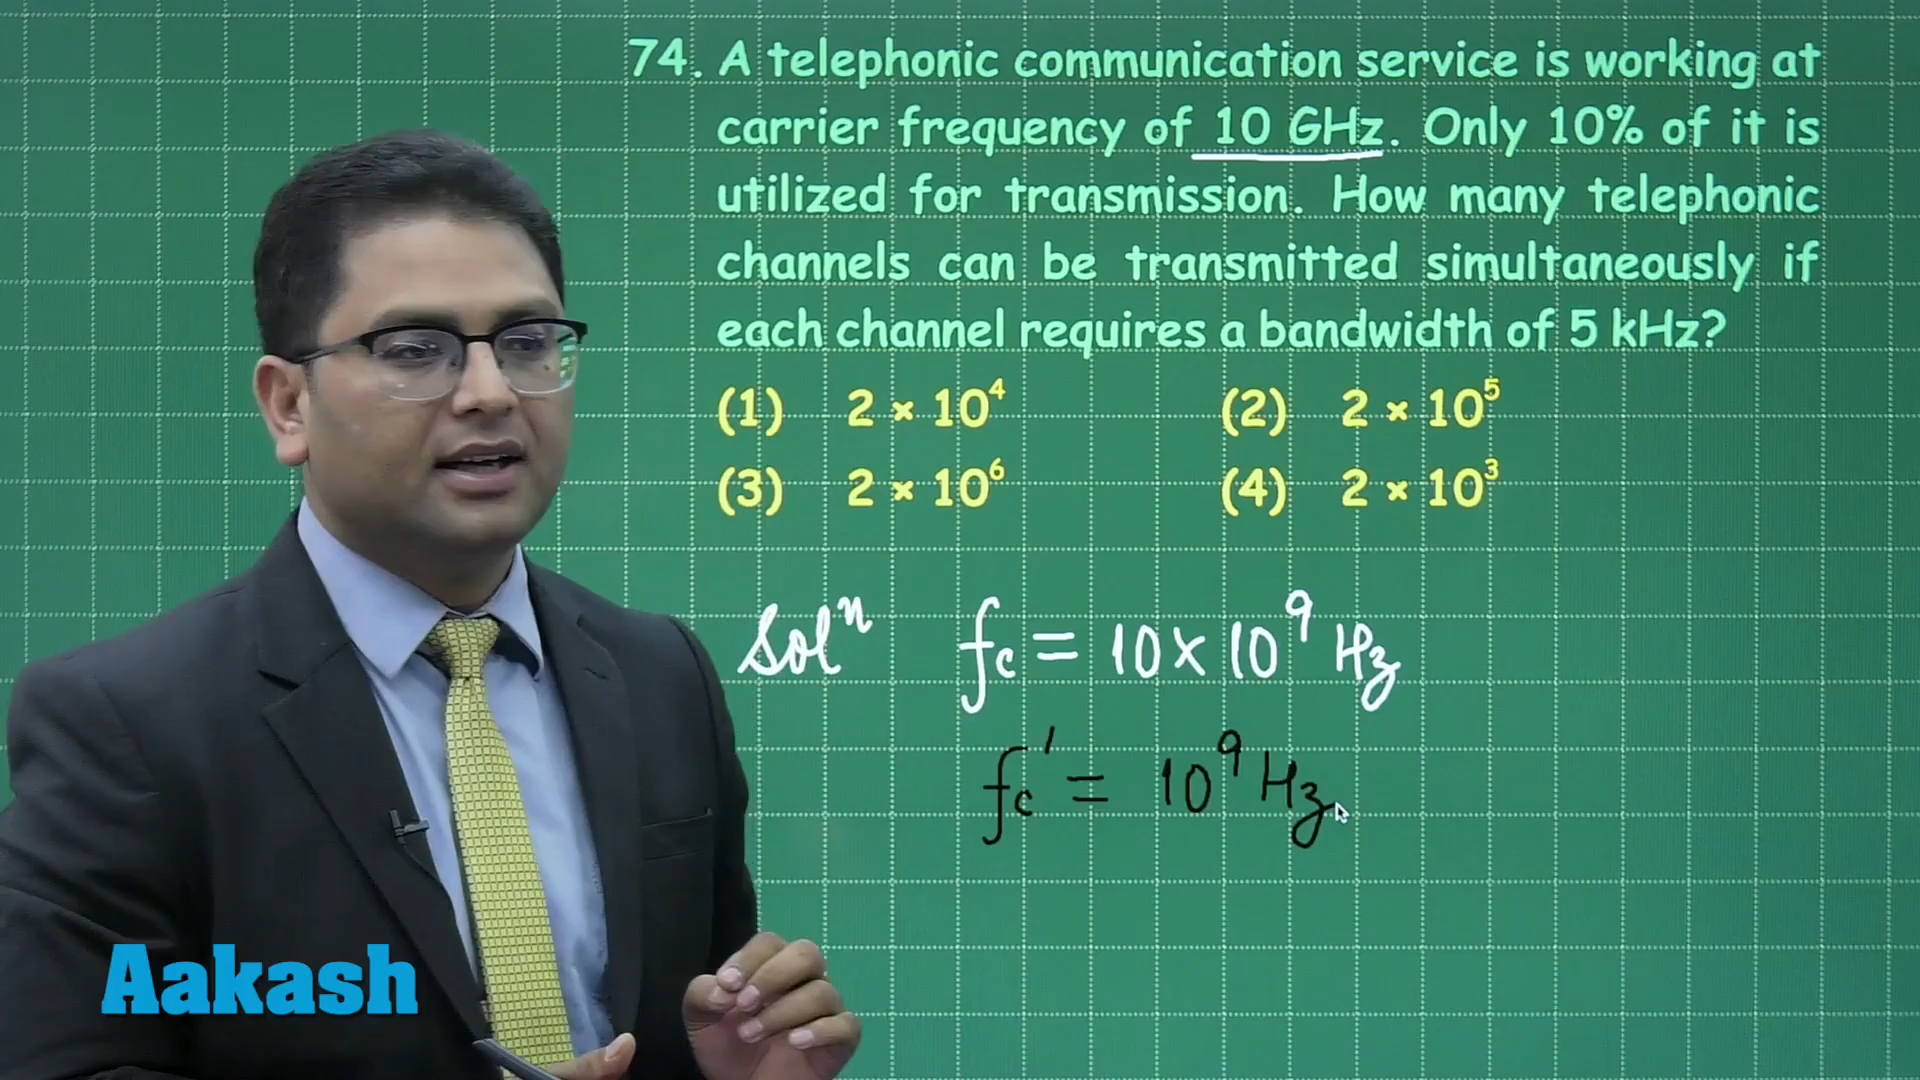 74. A telephonic communication service is working at
carrier frequency of 10 GHz. Only 10% of it is
utilized for transmission. How many telephonic
channels can be transmitted simultaneously if
each channel requires a bandwidth of 5 kHz?
(1) 2 × 10⁴ (2) 2 × 10⁵
(3) 2 × 10⁶ (4) 2 × 10³
Solⁿ fc = 10 × 10⁹ Hz
fc' = 10⁹ Hz
Aakash